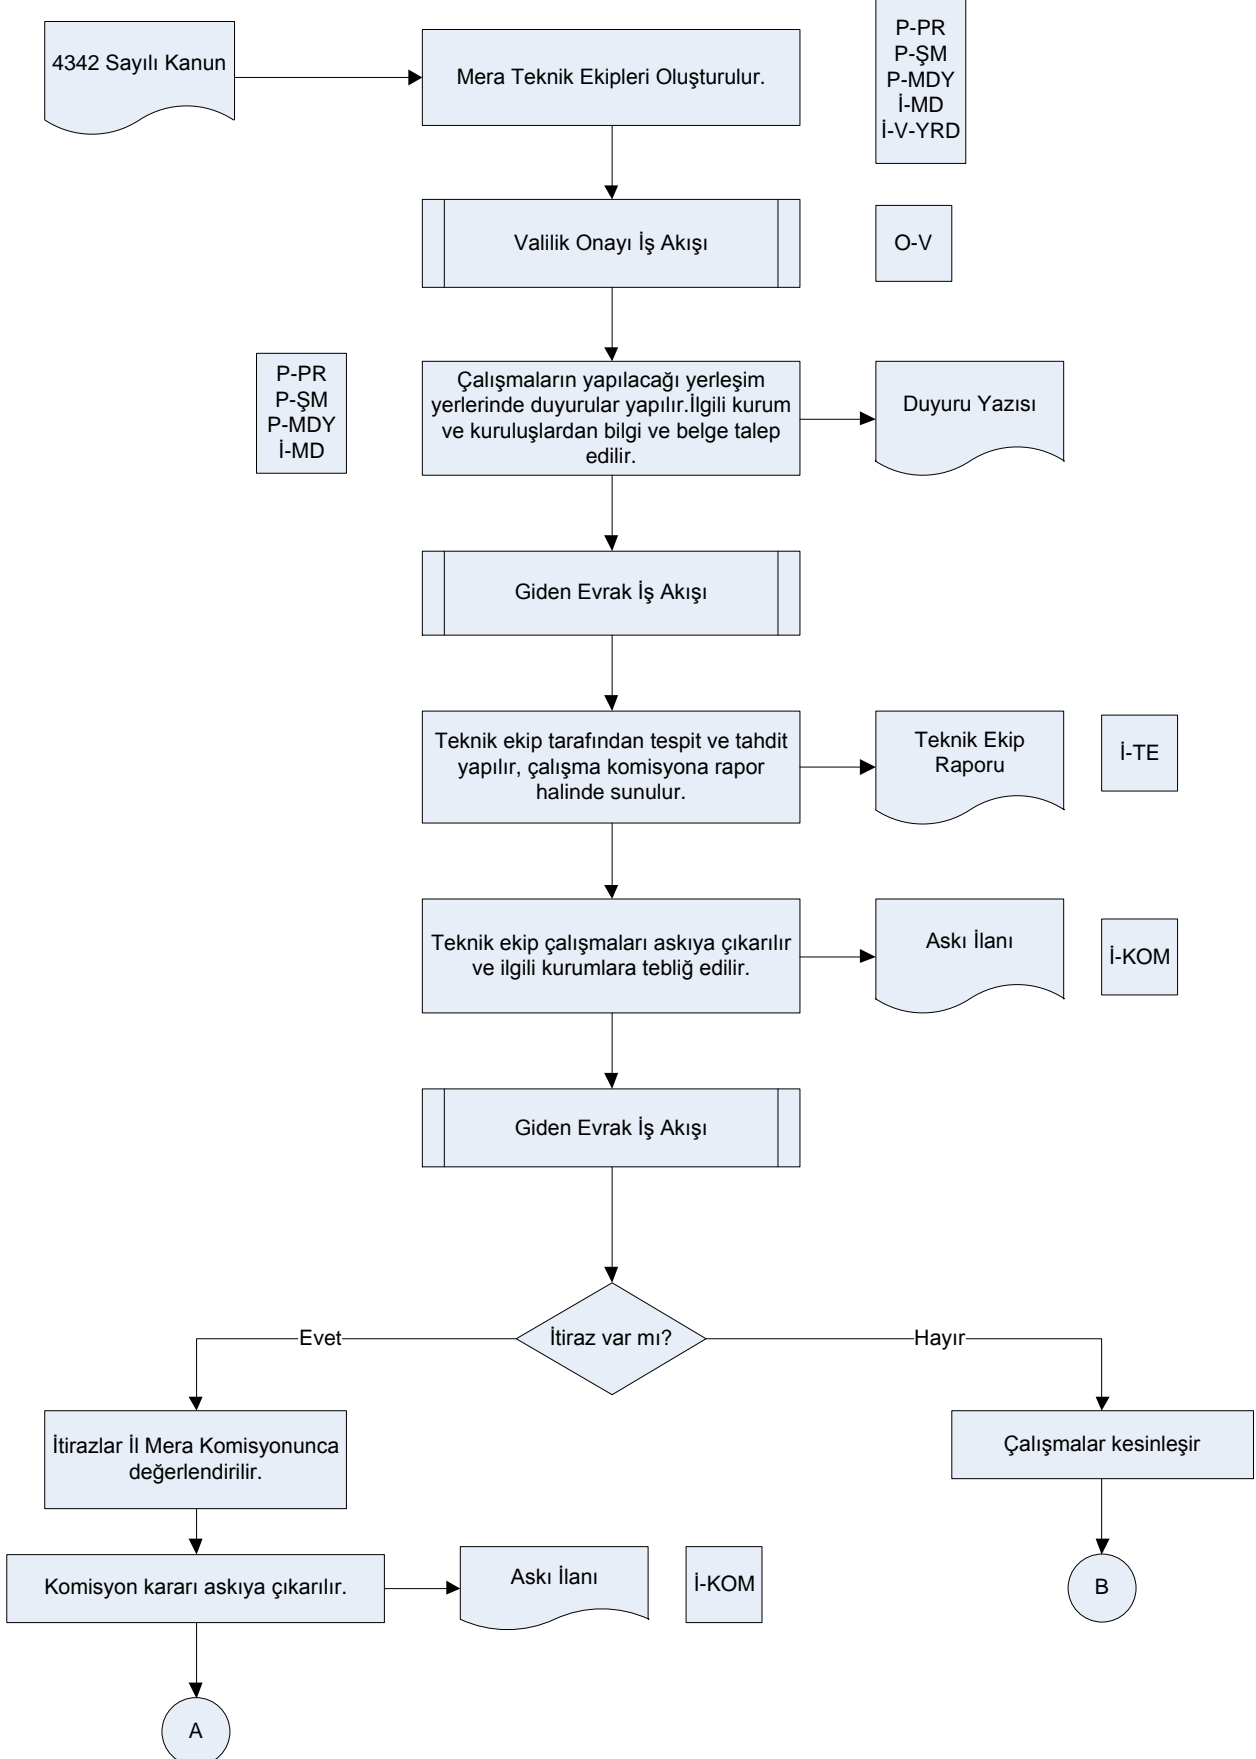 4342 Sayılı Kanun
Mera Teknik Ekipleri Oluşturulur.
P-PR
P-ŞM
P-MDY
İ-MD
İ-V-YRD
Valilik Onayı İş Akışı
O-V
P-PR
P-ŞM
P-MDY
İ-MD
Çalışmaların yapılacağı yerleşim
yerlerinde duyurular yapılır.İlgili kurum
ve kuruluşlardan bilgi ve belge talep
edilir.
Duyuru Yazısı
Giden Evrak İş Akışı
Teknik ekip tarafından tespit ve tahdit
yapılır, çalışma komisyona rapor
halinde sunulur.
Teknik Ekip
Raporu
İ-TE
Teknik ekip çalışmaları askıya çıkarılır
ve ilgili kurumlara tebliğ edilir.
Askı İlanı
İ-KOM
Giden Evrak İş Akışı
İtiraz var mı?
Evet
Hayır
İtirazlar İl Mera Komisyonunca
değerlendirilir.
Çalışmalar kesinleşir
Komisyon kararı askıya çıkarılır.
Askı İlanı
İ-KOM
B
A